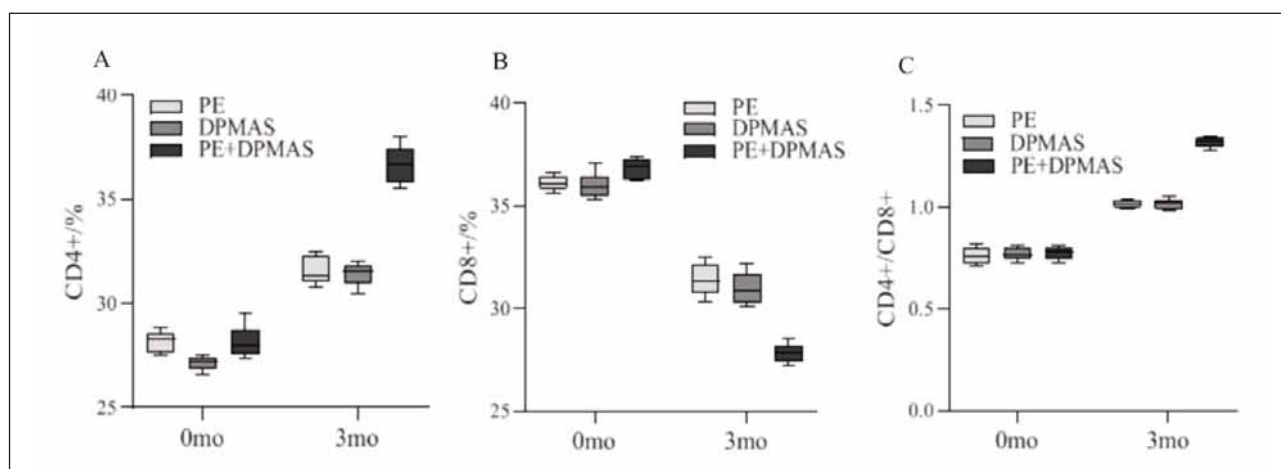 A
PE
DPMAS
PE+DPMAS
40
35
30
25
CD4+/%
0mo
3mo
B
PE
DPMAS
PE+DPMAS
40
35
30
25
CD8+/%
0mo
3mo
C
PE
DPMAS
PE+DPMAS
1.5
1.0
0.5
0.0
CD4+/CD8+
0mo
3mo